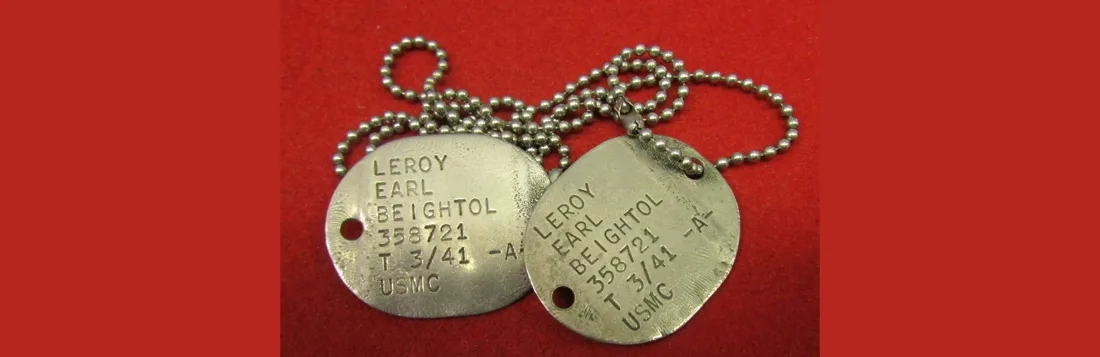 LEROY
EARL
BEIGHTOL
358721
T 3/41 -A-
USMC
LEROY
EARL
BEIGHTOL
358721
T 3/41 -A-
USMC